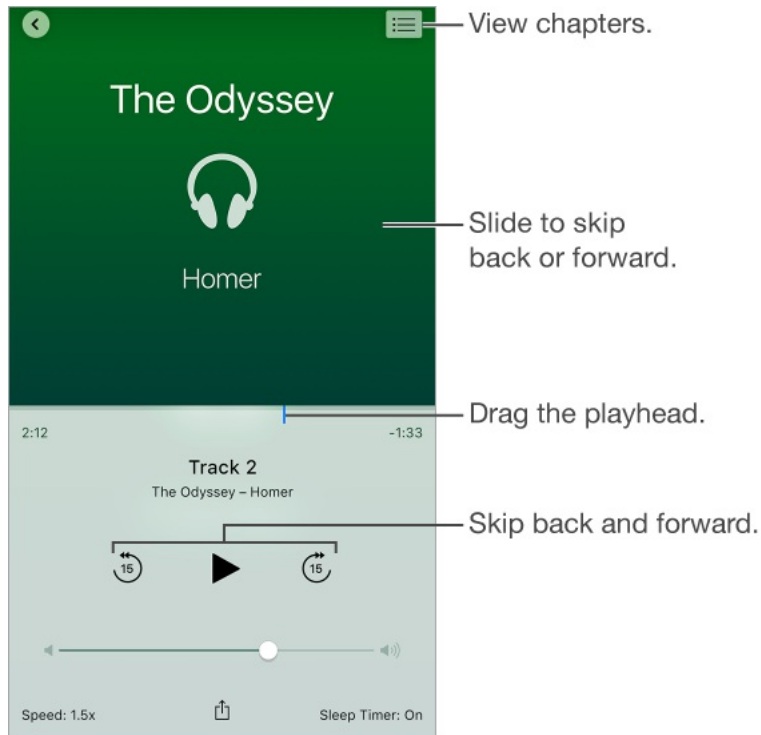 View chapters.
The Odyssey
Slide to skip
back or forward.
Homer
Drag the playhead.
2:12
-1:33
Track 2
The Odyssey – Homer
Skip back and forward.
15
15
Speed: 1.5x
Sleep Timer: On